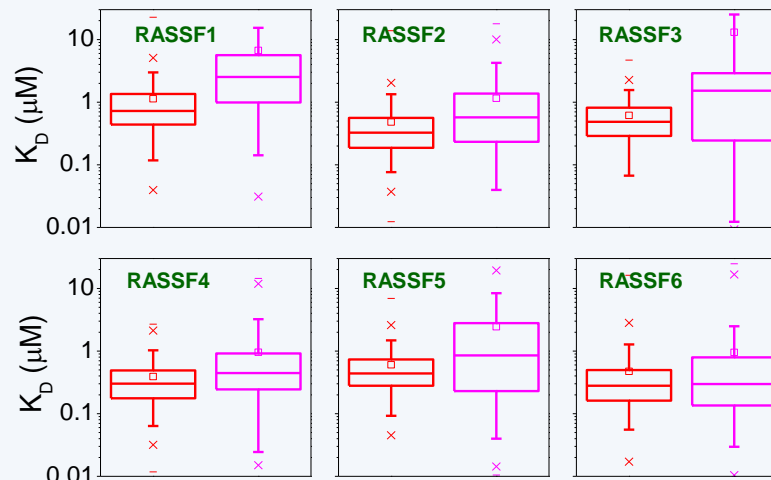 RASSF1 RASSF2 RASSF3
K_D (μM)
10
1
0.1
0.01
RASSF4 RASSF5 RASSF6
K_D (μM)
10
1
0.1
0.01